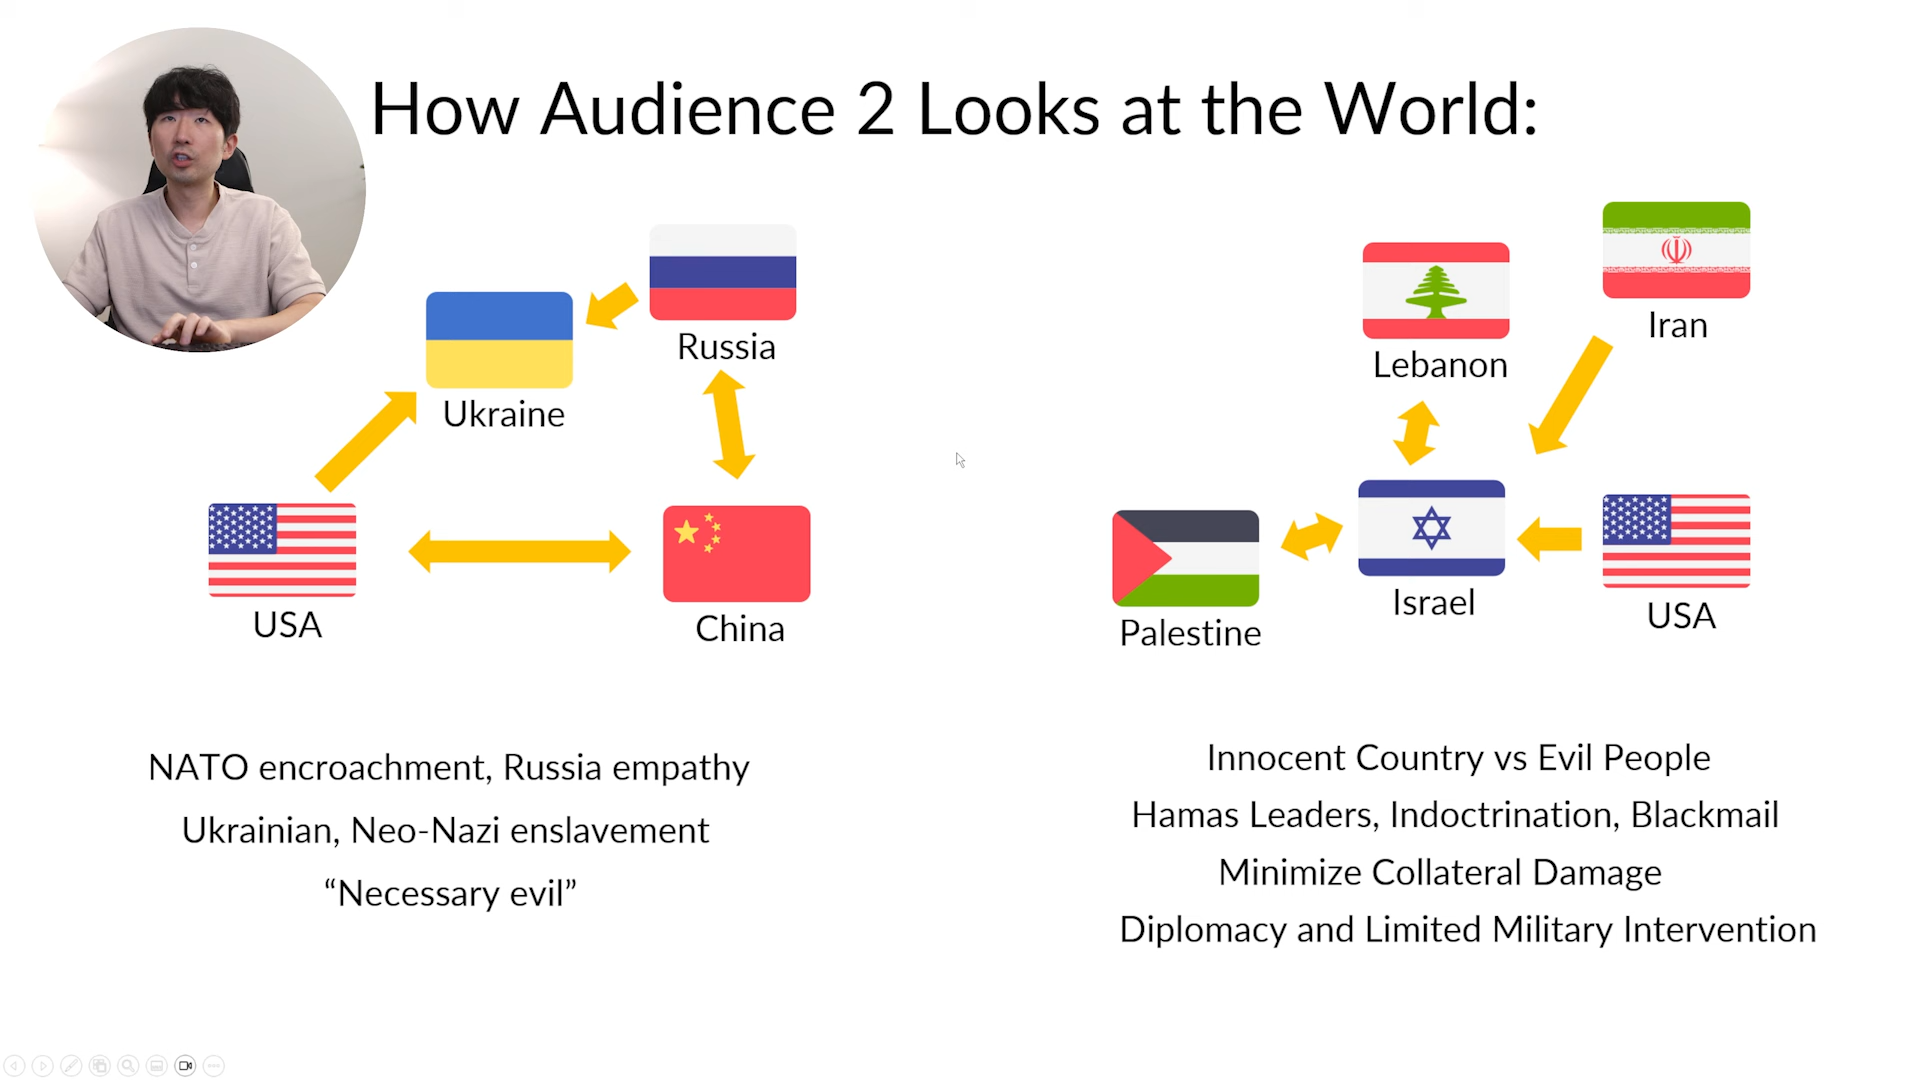 How Audience 2 Looks at the World:
Russia
Ukraine
USA
China
Lebanon
Iran
Palestine
Israel
USA
NATO encroachment, Russia empathy
Ukrainian, Neo-Nazi enslavement
“Necessary evil”
Innocent Country vs Evil People
Hamas Leaders, Indoctrination, Blackmail
Minimize Collateral Damage
Diplomacy and Limited Military Intervention